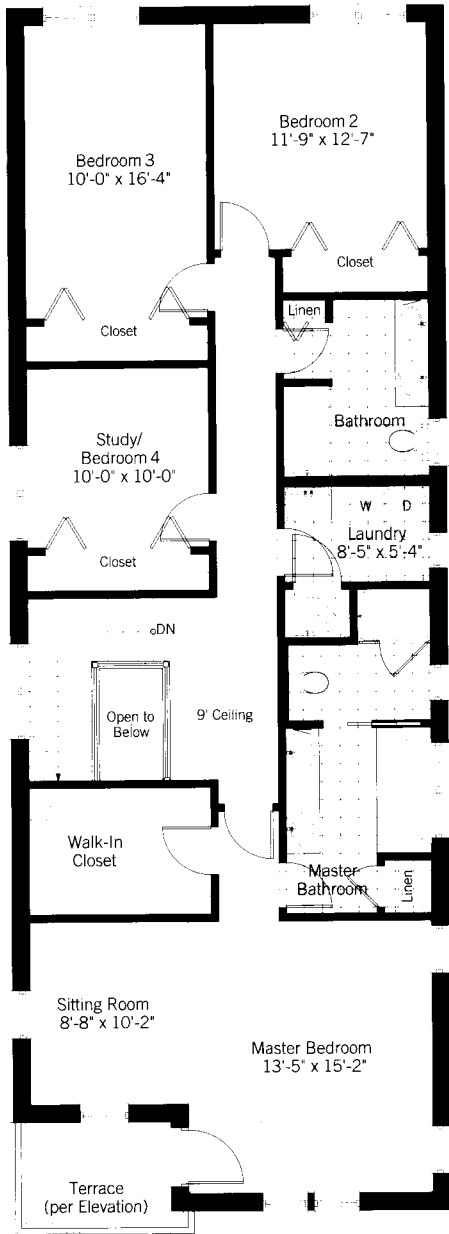 Bedroom 2
11'-9" x 12'-7"
Bedroom 3
10'-0" x 16'-4"
Closet
Linen
Closet
Bathroom
Study/
Bedroom 4
10'-0" x 10'-0"
W D
Laundry
8'-5" x 5'-4"
Closet
DN
Open to
Below
9' Ceiling
Walk-In
Closet
Master
Bathroom
Linen
Sitting Room
8'-8" x 10'-2"
Master Bedroom
13'-5" x 15'-2"
Terrace
(per Elevation)